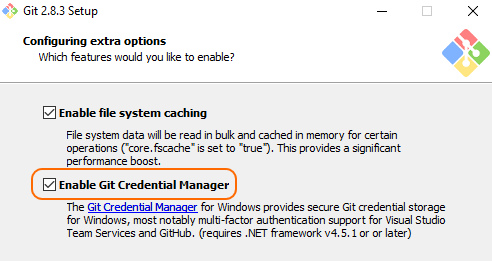 Git 2.8.3 Setup
Configuring extra options
Which features would you like to enable?
Enable file system caching
File system data will be read in bulk and cached in memory for certain
operations ("core.fscache" is set to "true"). This provides a significant
performance boost.
Enable Git Credential Manager
The Git Credential Manager for Windows provides secure Git credential storage
for Windows, most notably multi-factor authentication support for Visual Studio
Team Services and GitHub. (requires .NET framework v4.5.1 or or later)